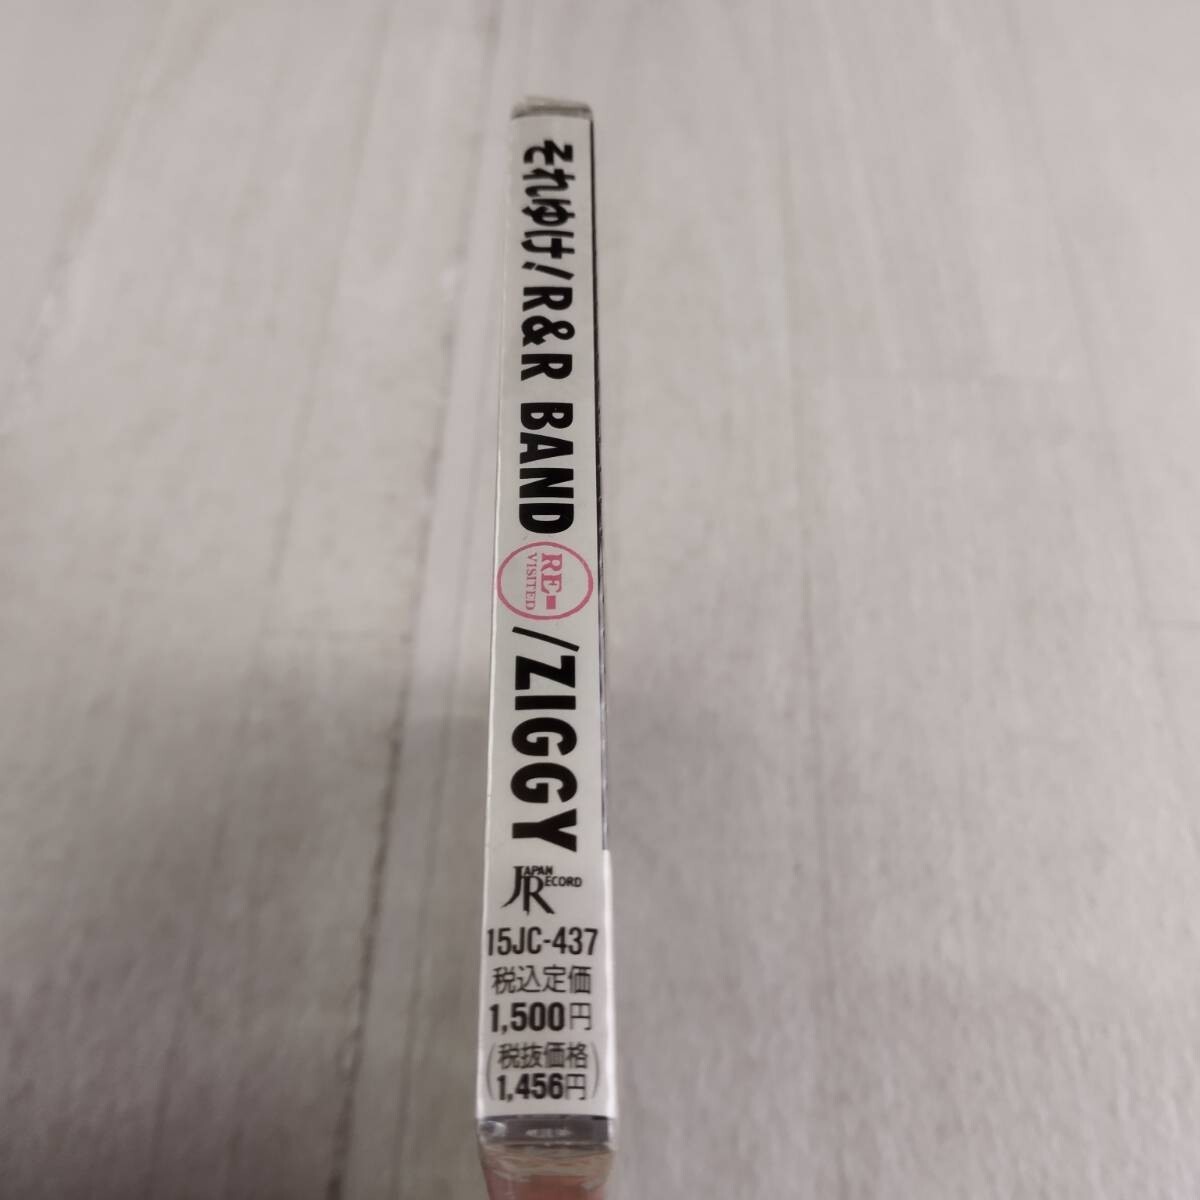 それゆけ!R&R BAND
RE-
VISITED
/ZIGGY
JAPAN
RECORD
15JC-437
税込定価
1,500円
(税抜価格
1,456円)